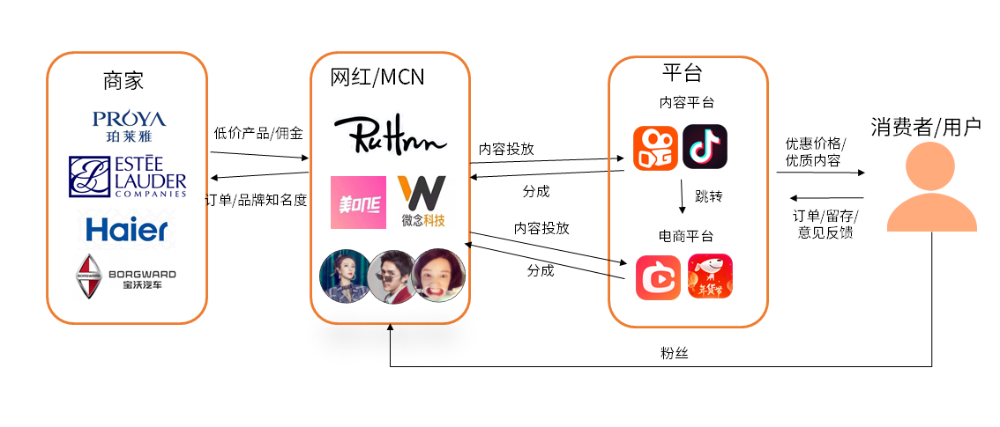 商家
PROYA
珀莱雅
ESTĒE
LAUDER
COMPANIES
Haier
BORGWARD
BORGWARD
宝沃汽车
低价产品/佣金
订单/品牌知名度
网红/MCN
RuHnn
美ONE
微念科技
内容投放
分成
内容投放
分成
平台
内容平台
跳转
电商平台
年货节
优惠价格/
优质内容
订单/留存/
意见反馈
消费者/用户
粉丝